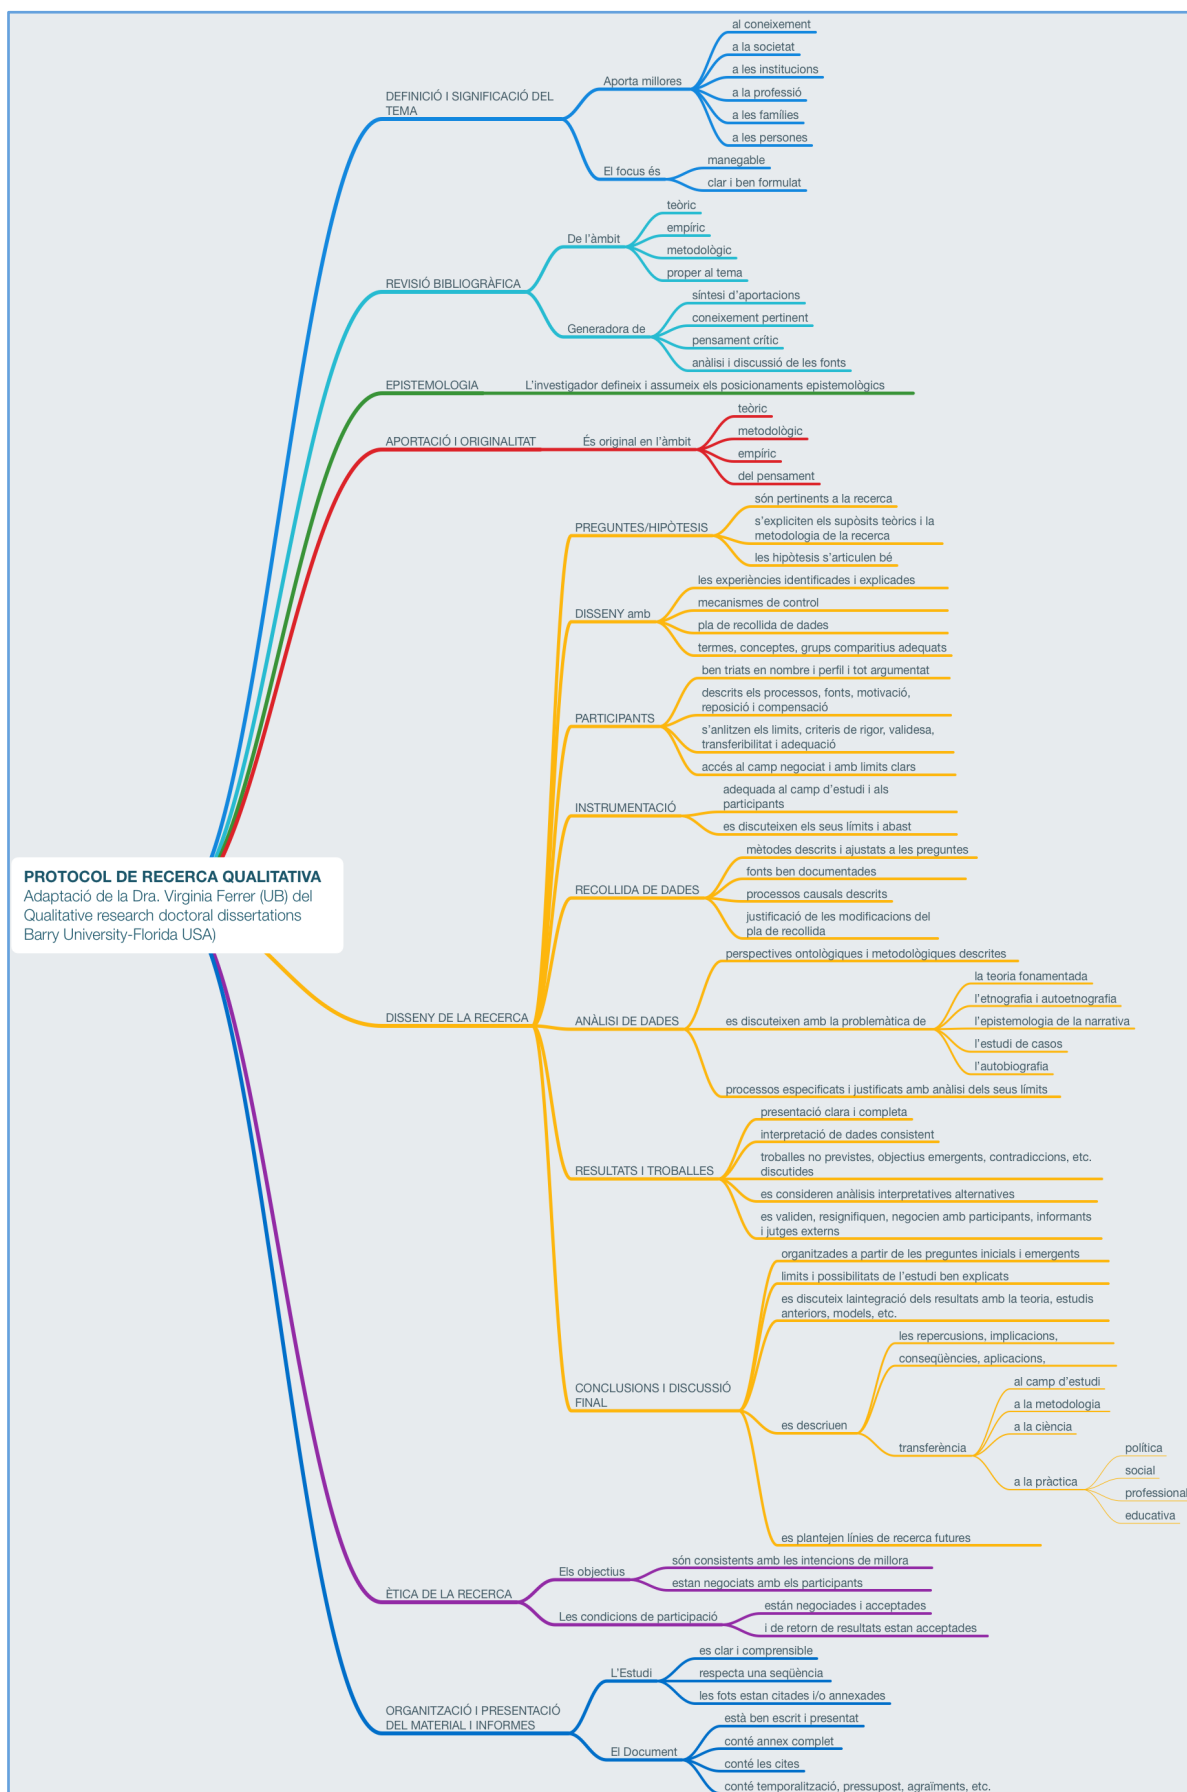 PROTOCOL DE RECERCA QUALITATIVA
Adaptació de la Dra. Virginia Ferrer (UB) del
Qualitative research doctoral dissertations
Barry University-Florida USA)
DEFINICIÓ I SIGNIFICACIÓ DEL
TEMA
Aporta millores
al coneixement
a la societat
a les institucions
a la professió
a les famílies
a les persones
El focus és
manegable
clar i ben formulat
REVISIÓ BIBLIOGRÀFICA
De l'àmbit
teòric
empíric
metodològic
proper al tema
Generadora de
síntesi d'aportacions
coneixement pertinent
pensament crític
anàlisi i discussió de les fonts
EPISTEMOLOGIA
L'investigador defineix i assumeix els posicionaments epistemològics
APORTACIÓ I ORIGINALITAT
És original en l'àmbit
teòric
metodològic
empíric
del pensament
DISSENY DE LA RECERCA
PREGUNTES/HIPÒTESIS
són pertinents a la recerca
s'expliciten els supòsits teòrics i la
metodologia de la recerca
les hipòtesis s'articulen bé
DISSENY amb
les experiències identificades i explicades
mecanismes de control
pla de recollida de dades
termes, conceptes, grups comparitius adequats
PARTICIPANTS
ben triats en nombre i perfil i tot argumentat
descrits els processos, fonts, motivació,
reposició i compensació
s'anlitzen els limits, criteris de rigor, validesa,
transferibilitat i adequació
accés al camp negociat i amb limits clars
INSTRUMENTACIÓ
adequada al camp d'estudi i als
participants
es discuteixen els seus límits i abast
RECOLLIDA DE DADES
mètodes descrits i ajustats a les preguntes
fonts ben documentades
processos causals descrits
justificació de les modificacions del
pla de recollida
ANÀLISI DE DADES
perspectives ontològiques i metodològiques descrites
es discuteixen amb la problemàtica de
la teoria fonamentada
l'etnografia i autoetnografia
l'epistemologia de la narrativa
l'estudi de casos
l'autobiografia
processos especificats i justificats amb anàlisi dels seus límits
RESULTATS I TROBALLES
presentació clara i completa
interpretació de dades consistent
troballes no previstes, objectius emergents, contradiccions, etc.
discutides
es consideren anàlisis interpretatives alternatives
es validen, resignifiquen, negocien amb participants, informants
i jutges externs
CONCLUSIONS I DISCUSSIÓ
FINAL
organitzades a partir de les preguntes inicials i emergents
limits i possibilitats de l'estudi ben explicats
es discuteix laintegració dels resultats amb la teoria, estudis
anteriors, models, etc.
es descriuen
les repercusions, implicacions,
conseqüències, aplicacions,
transferència
al camp d'estudi
a la metodologia
a la ciència
a la pràctica
política
social
professional
educativa
es plantejen línies de recerca futures
ÈTICA DE LA RECERCA
Els objectius
són consistents amb les intencions de millora
estan negociats amb els participants
Les condicions de participació
están negociades i acceptades
i de retorn de resultats estan acceptades
ORGANITZACIÓ I PRESENTACIÓ
DEL MATERIAL I INFORMES
L'Estudi
es clar i comprensible
respecta una seqüència
les fots estan citades i/o annexades
El Document
està ben escrit i presentat
conté annex complet
conté les cites
conté temporalització, pressupost, agraïments, etc.